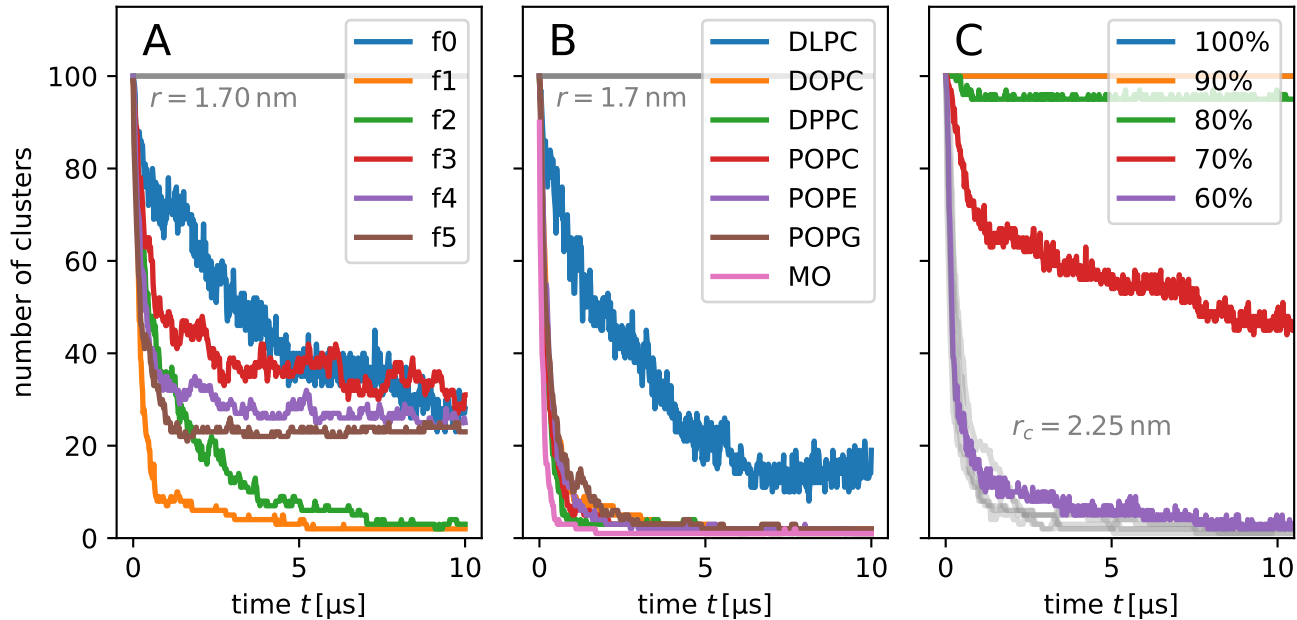 A
f0
f1
f2
f3
f4
f5
r = 1.70 nm
number of clusters
100
80
60
40
20
0
0
5
10
time t [μs]
B
DLPC
DOPC
DPPC
POPC
POPE
POPG
MO
r = 1.7 nm
0
5
10
time t [μs]
C
100%
90%
80%
70%
60%
r_c = 2.25 nm
0
5
10
time t [μs]